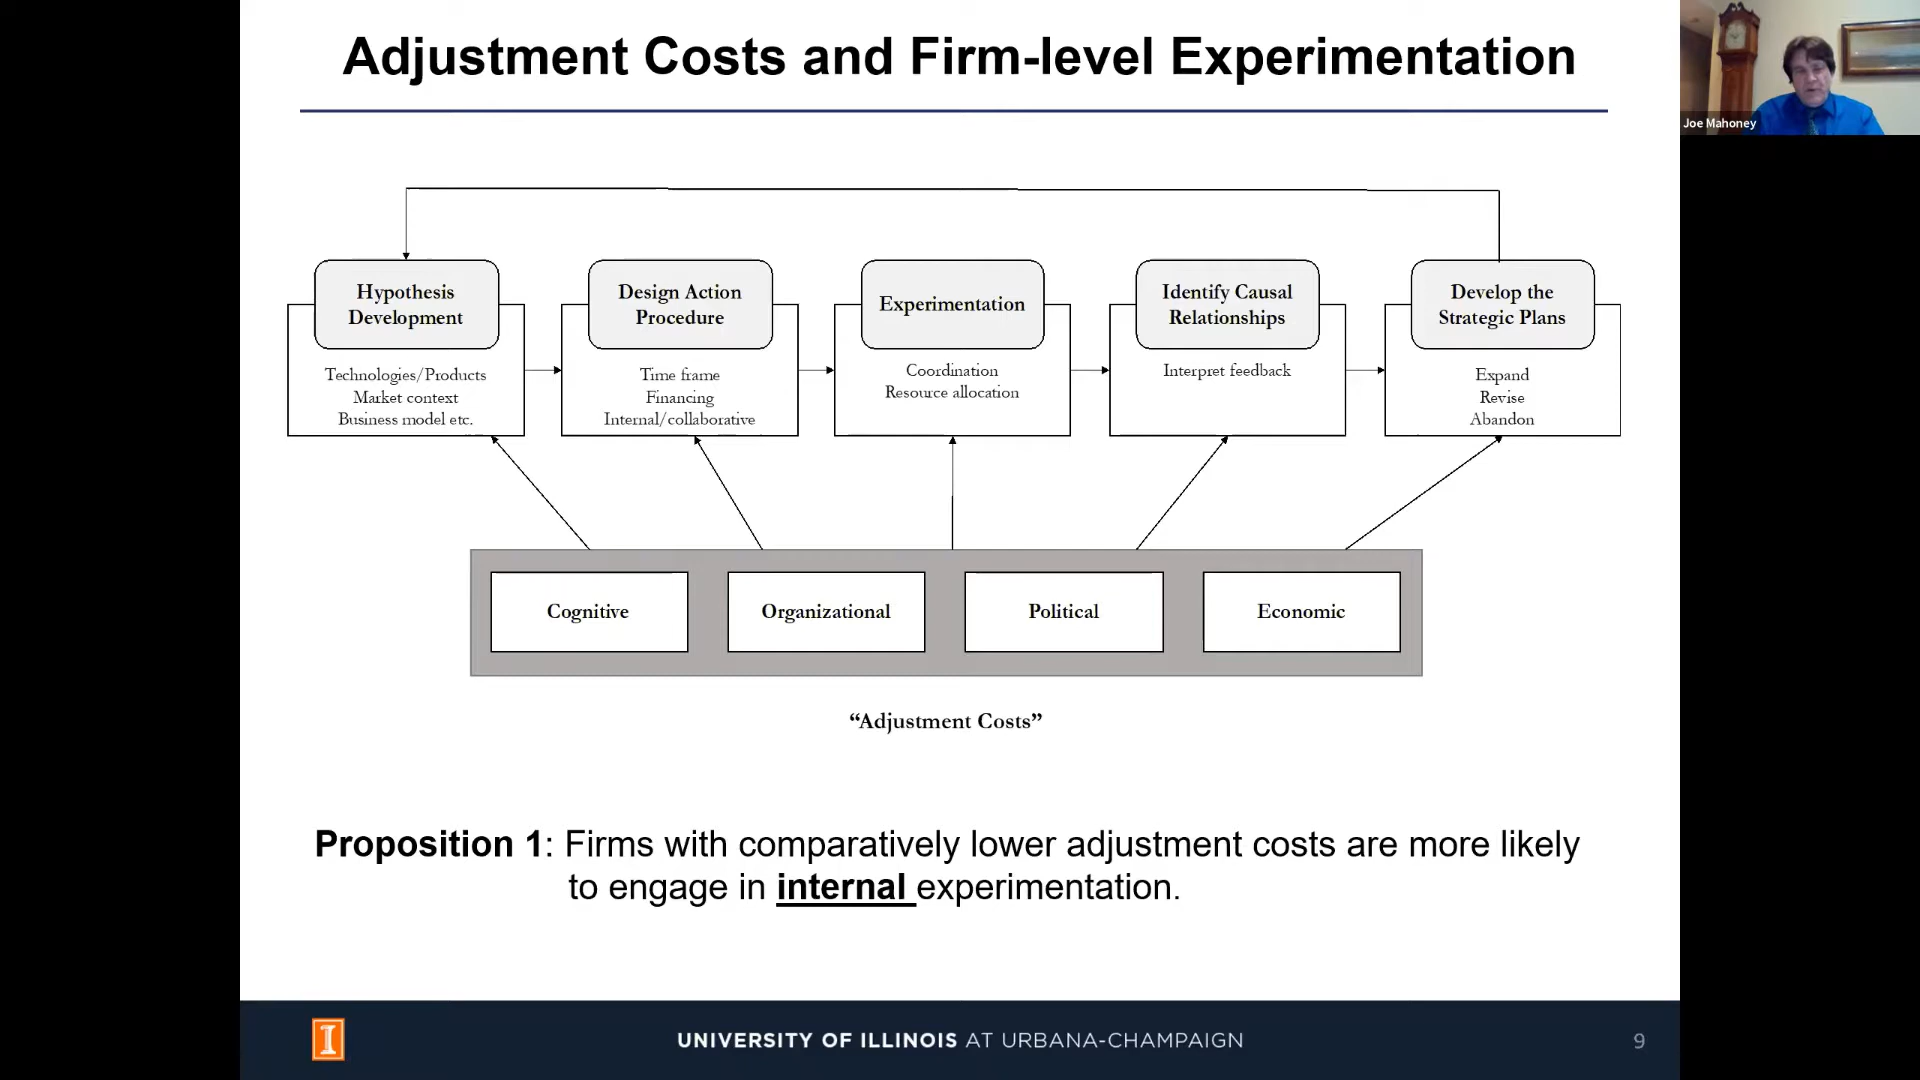 Adjustment Costs and Firm-level Experimentation
Joe Mahoney
Hypothesis
Development
Technologies/Products
Market context
Business model etc.
Design Action
Procedure
Time frame
Financing
Internal/collaborative
Experimentation
Coordination
Resource allocation
Identify Causal
Relationships
Interpret feedback
Develop the
Strategic Plans
Expand
Revise
Abandon
Cognitive
Organizational
Political
Economic
“Adjustment Costs”
Proposition 1: Firms with comparatively lower adjustment costs are more likely
to engage in internal experimentation.
I
UNIVERSITY OF ILLINOIS AT URBANA-CHAMPAIGN
9